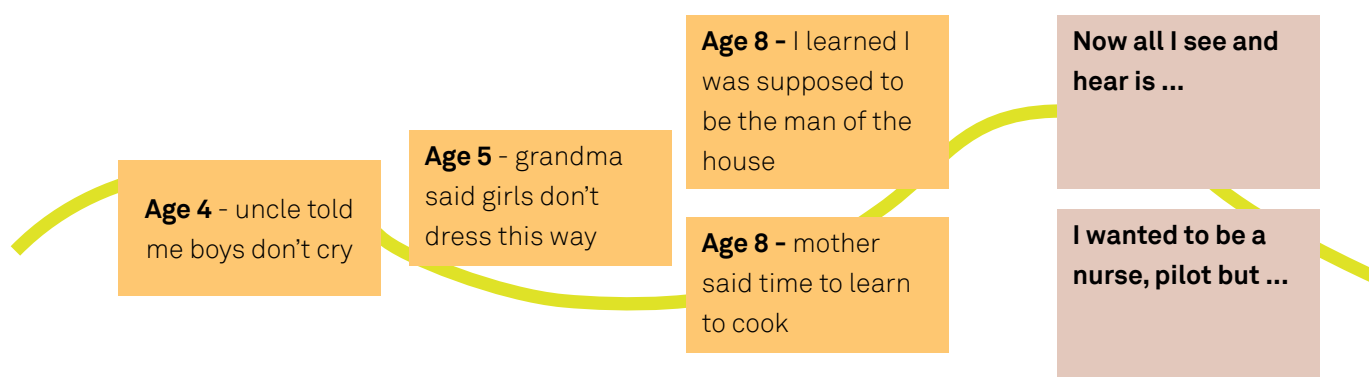 Age 4 - uncle told
me boys don't cry
Age 5 - grandma
said girls don't
dress this way
Age 8 - I learned I
was supposed to
be the man of the
house
Age 8 - mother
said time to learn
to cook
Now all I see and
hear is ...
I wanted to be a
nurse, pilot but ...